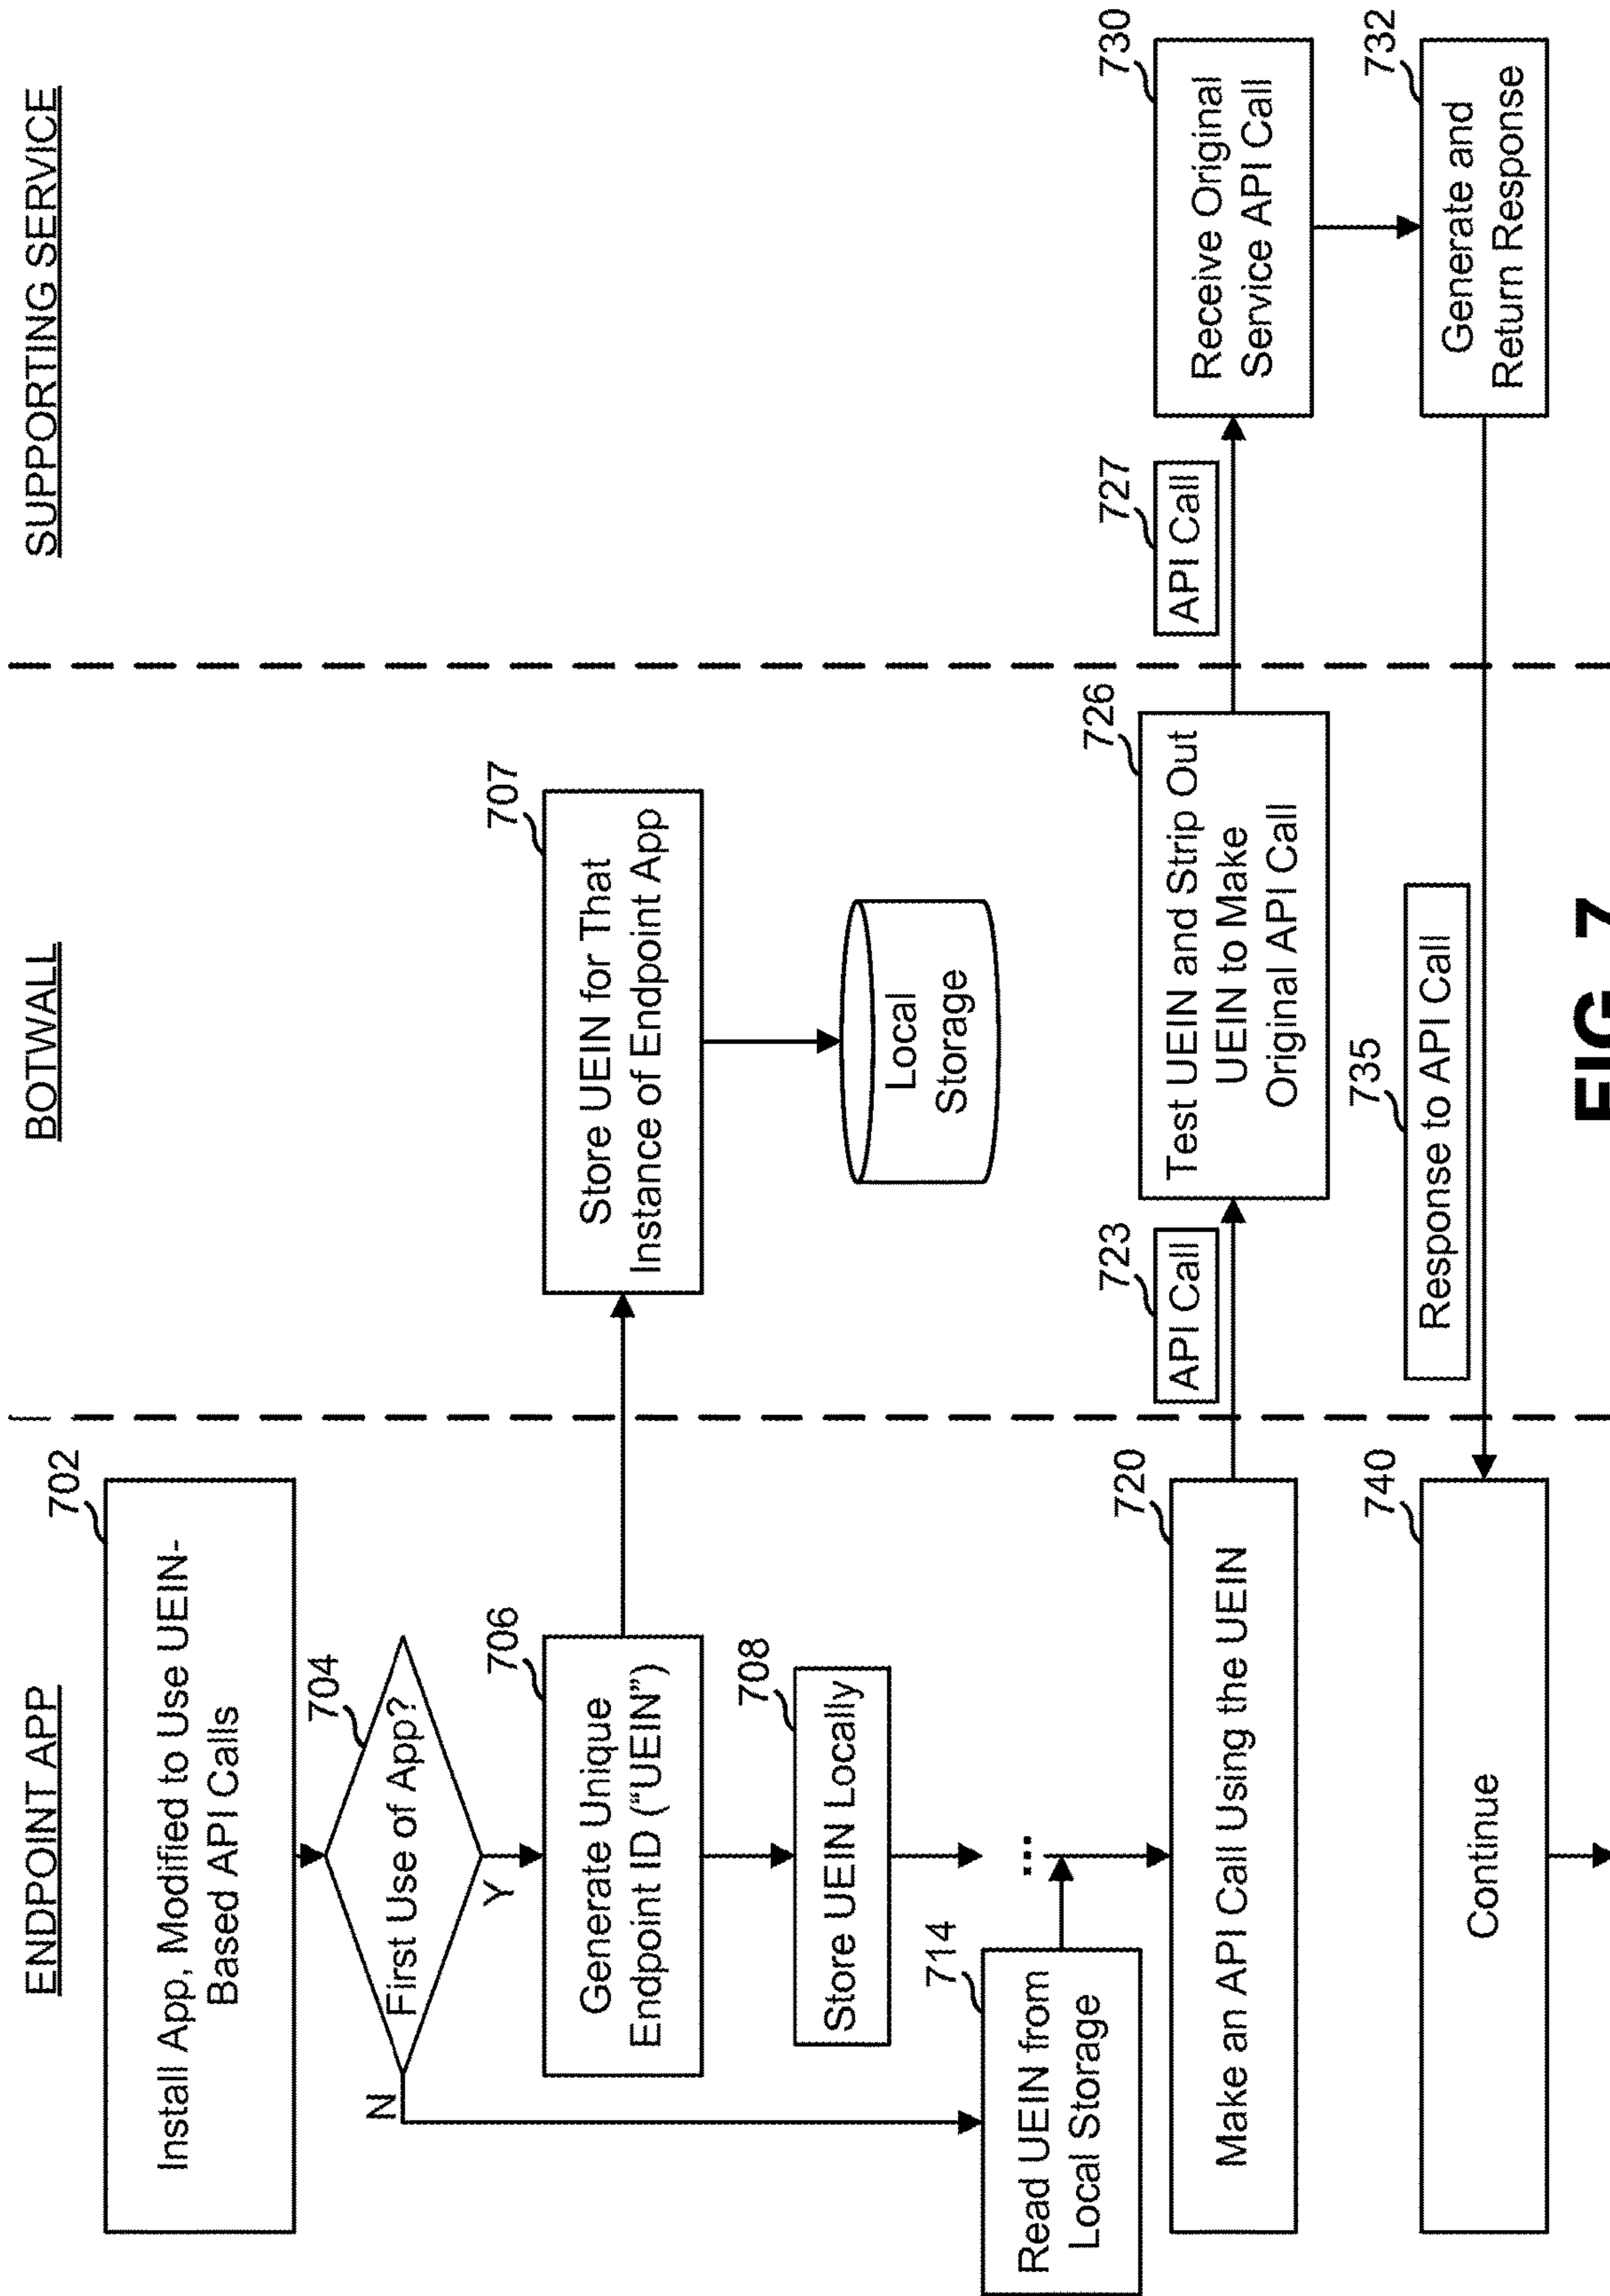 ENDPOINT APP
BOTWALL
SUPPORTING SERVICE
702
Install App, Modified to Use UEIN-
Based API Calls
704
First Use of App?
N
Y
706
Generate Unique
Endpoint ID (“UEIN”)
707
Store UEIN for That
Instance of Endpoint App
708
Store UEIN Locally
Local
Storage
714
Read UEIN from
Local Storage
...
720
Make an API Call Using the UEIN
723
API Call
726
Test UEIN and Strip Out
UEIN to Make
Original API Call
727
API Call
730
Receive Original
Service API Call
732
Generate and
Return Response
735
Response to API Call
740
Continue
FIG. 7